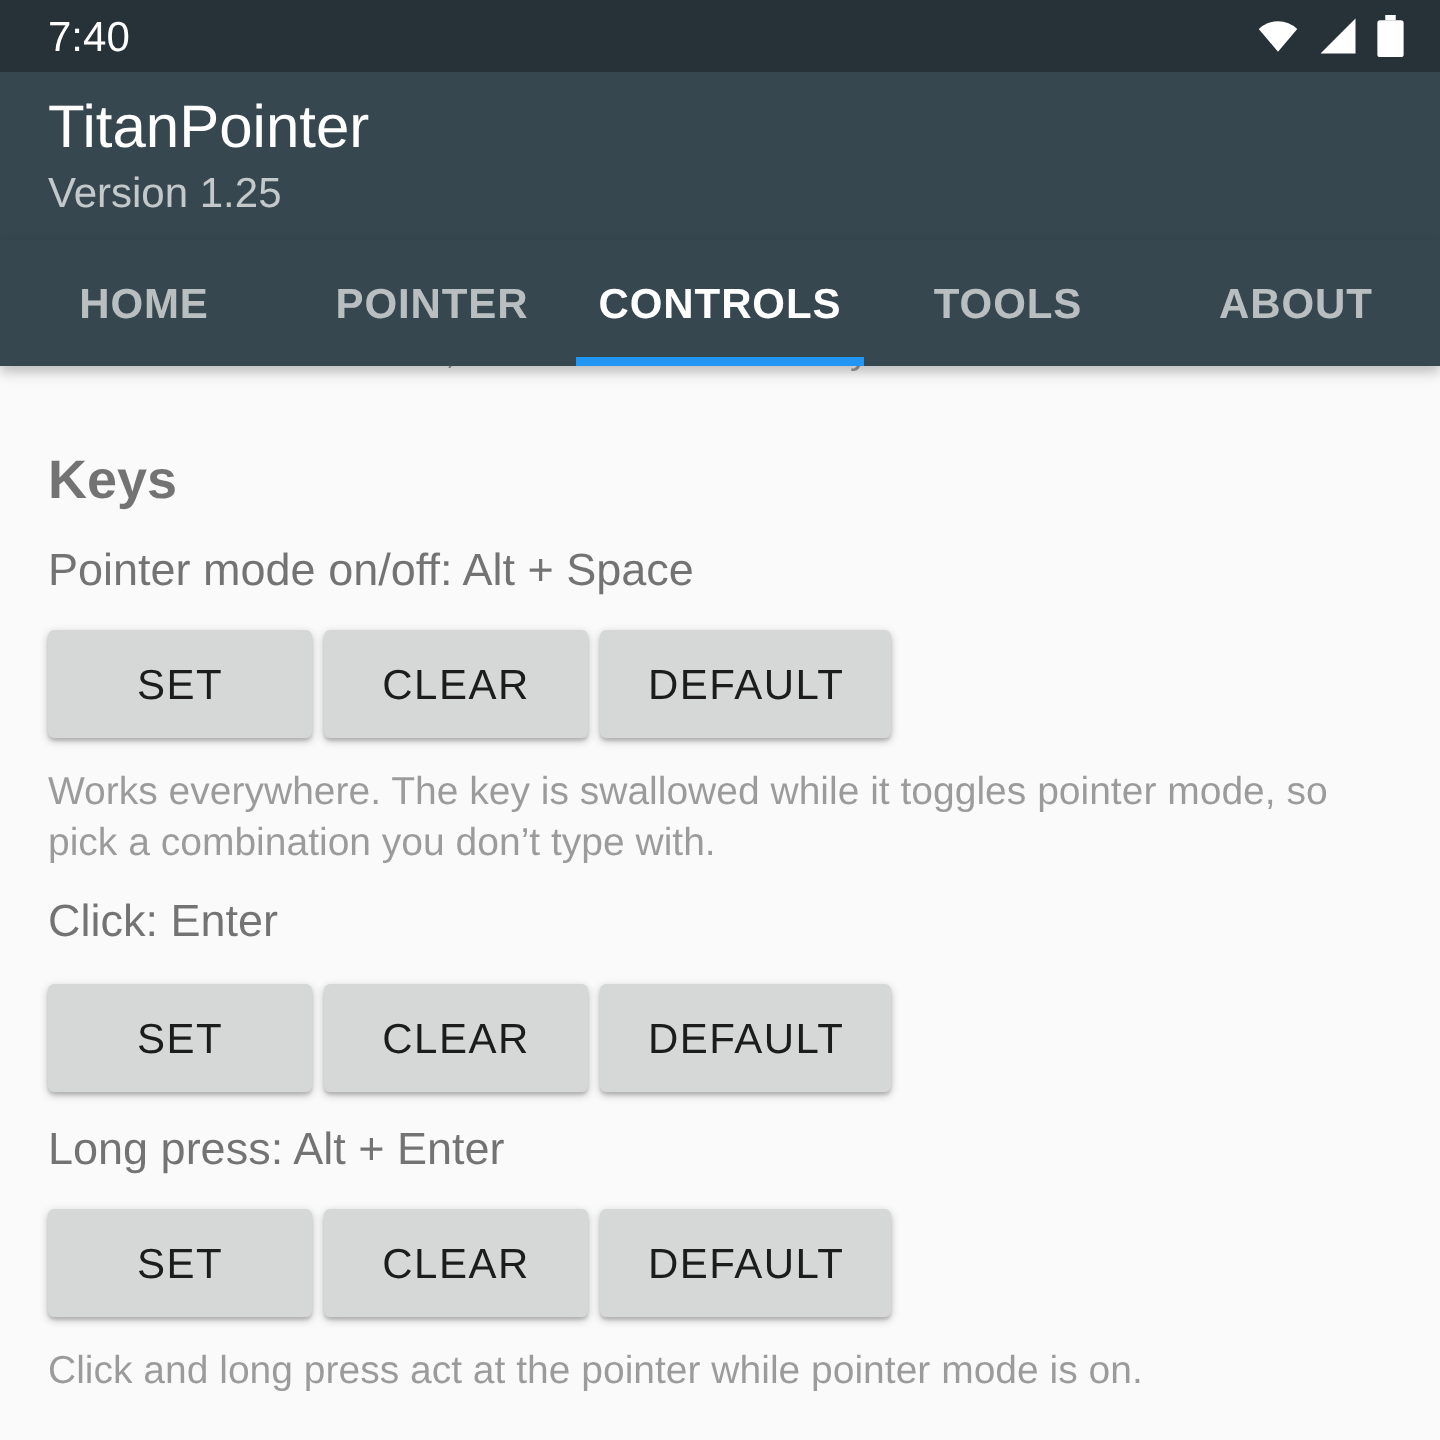 7:40
TitanPointer
Version 1.25
HOME POINTER CONTROLS TOOLS ABOUT
Keys
Pointer mode on/off: Alt + Space
SET CLEAR DEFAULT
Works everywhere. The key is swallowed while it toggles pointer mode, so
pick a combination you don’t type with.
Click: Enter
SET CLEAR DEFAULT
Long press: Alt + Enter
SET CLEAR DEFAULT
Click and long press act at the pointer while pointer mode is on.